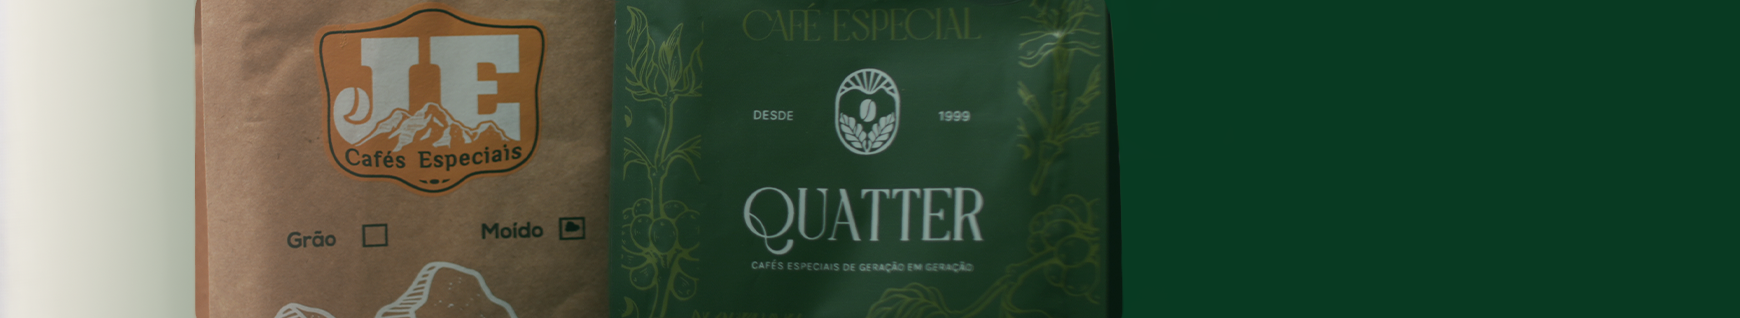 JE
Cafés Especiais
Grão
Moído
CAFÉ ESPECIAL
DESDE 1999
QUATTER
CAFÉS ESPECIAIS DE GERAÇÃO EM GERAÇÃO